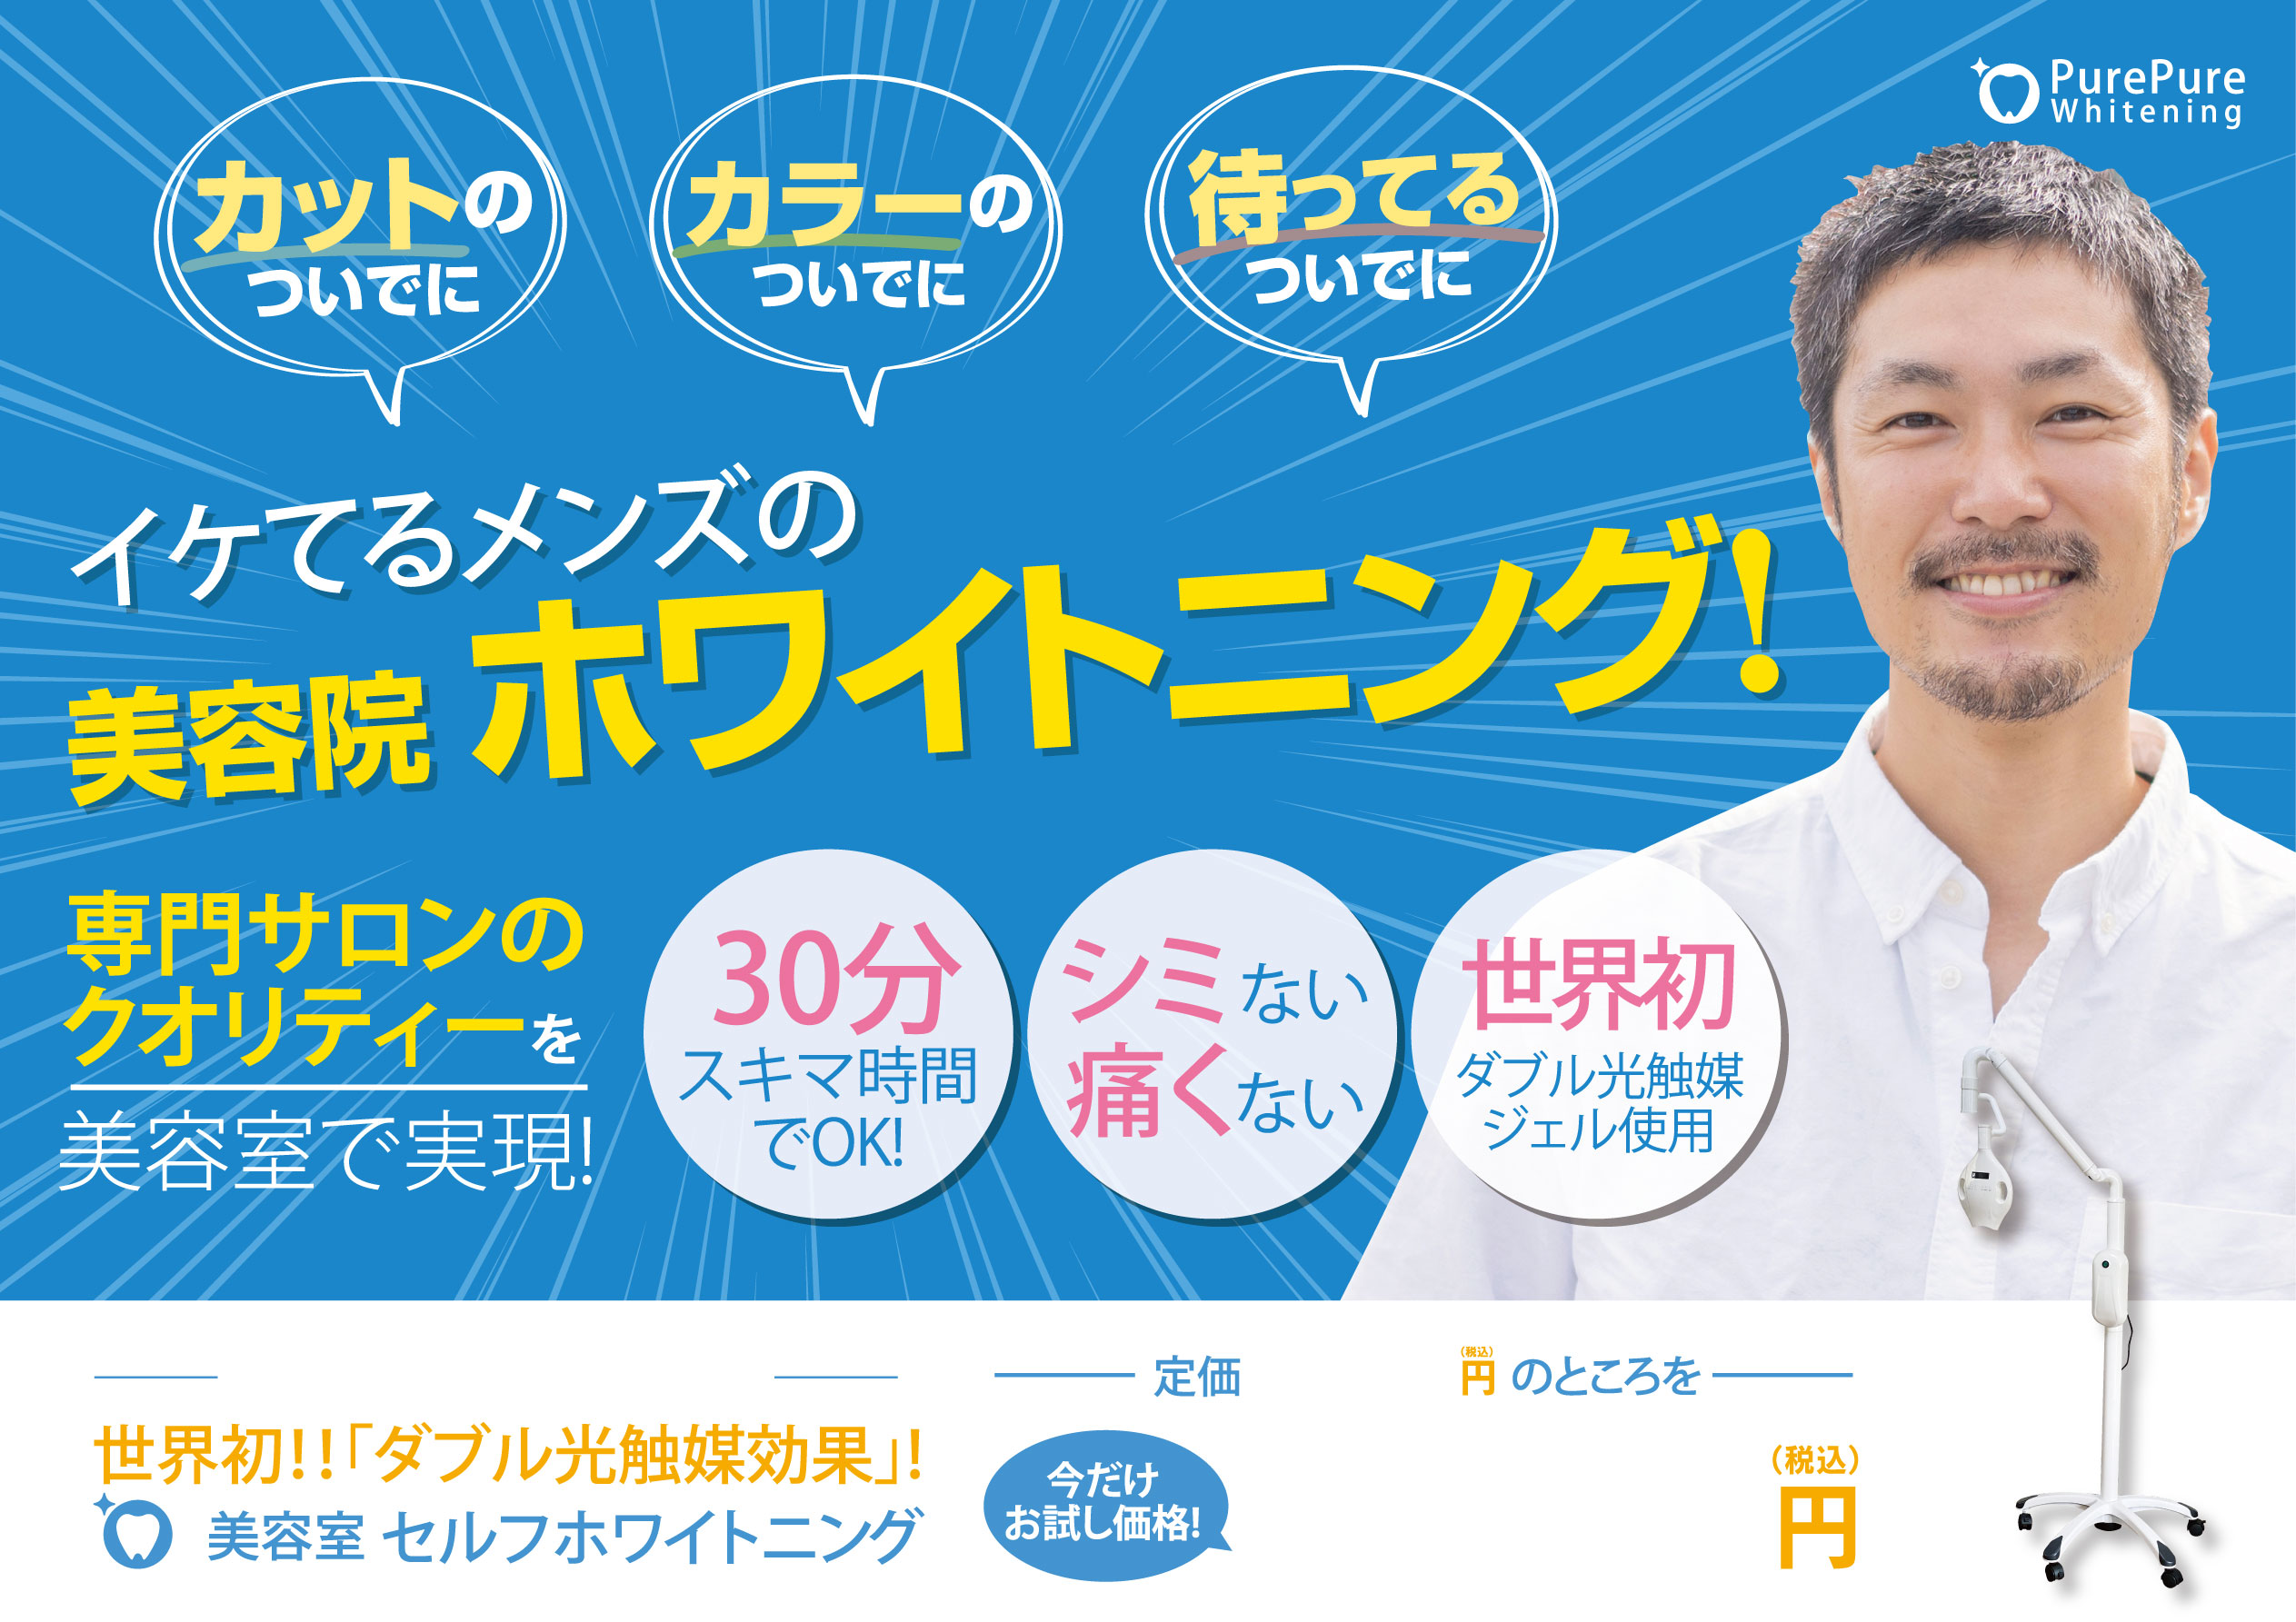 PurePure
Whitening
カットの
ついでに
カラーの
ついでに
待ってる
ついでに
イケてるメンズの
美容院 ホワイトニング!
専門サロンの
クオリティーを
美容室で実現!
30分
スキマ時間
でOK!
シミない
痛くない
世界初
ダブル光触媒
ジェル使用
世界初!!「ダブル光触媒効果」!
美容室 セルフホワイトニング
定価 (税込)円 のところを
今だけ
お試し価格!
(税込)
円